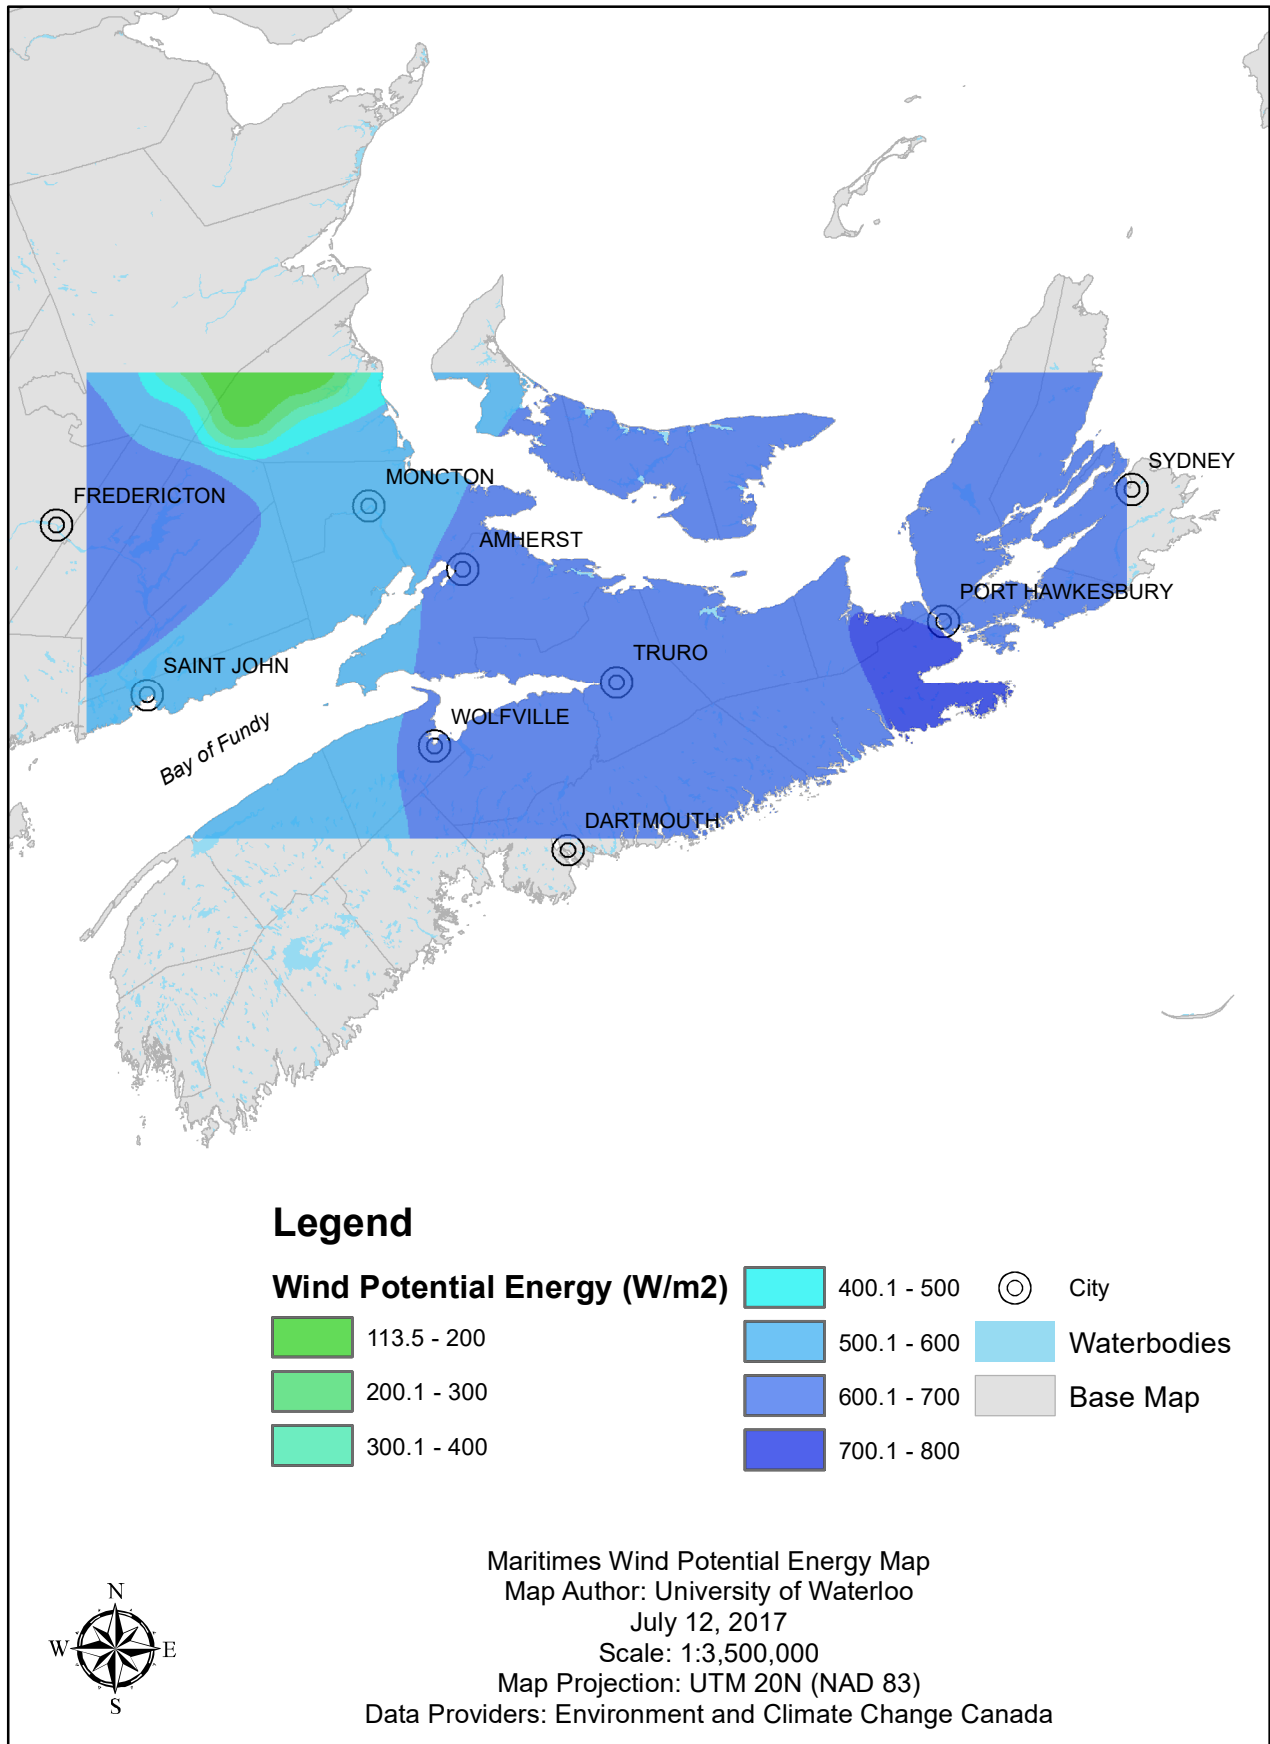 SYDNEY
MONCTON
FREDERICTON
AMHERST
PORT HAWKESBURY
TRURO
SAINT JOHN
WOLFVILLE
Bay of Fundy
DARTMOUTH
Legend
Wind Potential Energy (W/m2)
113.5 - 200
200.1 - 300
300.1 - 400
400.1 - 500
500.1 - 600
600.1 - 700
700.1 - 800
City
Waterbodies
Base Map
N
W E
S
Maritimes Wind Potential Energy Map
Map Author: University of Waterloo
July 12, 2017
Scale: 1:3,500,000
Map Projection: UTM 20N (NAD 83)
Data Providers: Environment and Climate Change Canada